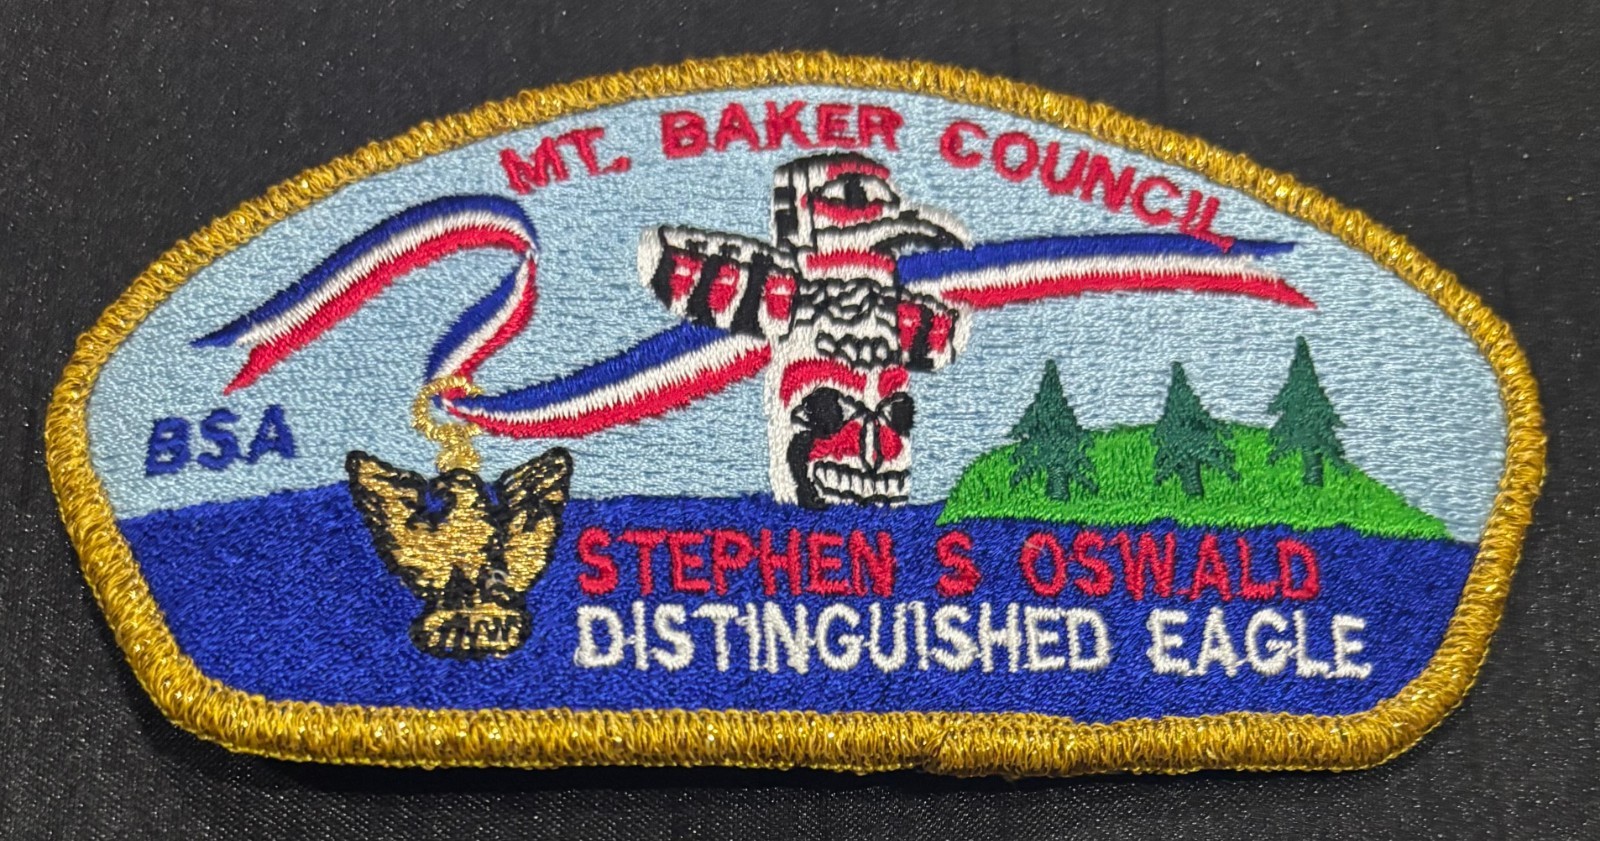 MT. BAKER COUNCIL
BSA
STEPHEN S OSWALD
DISTINGUISHED EAGLE